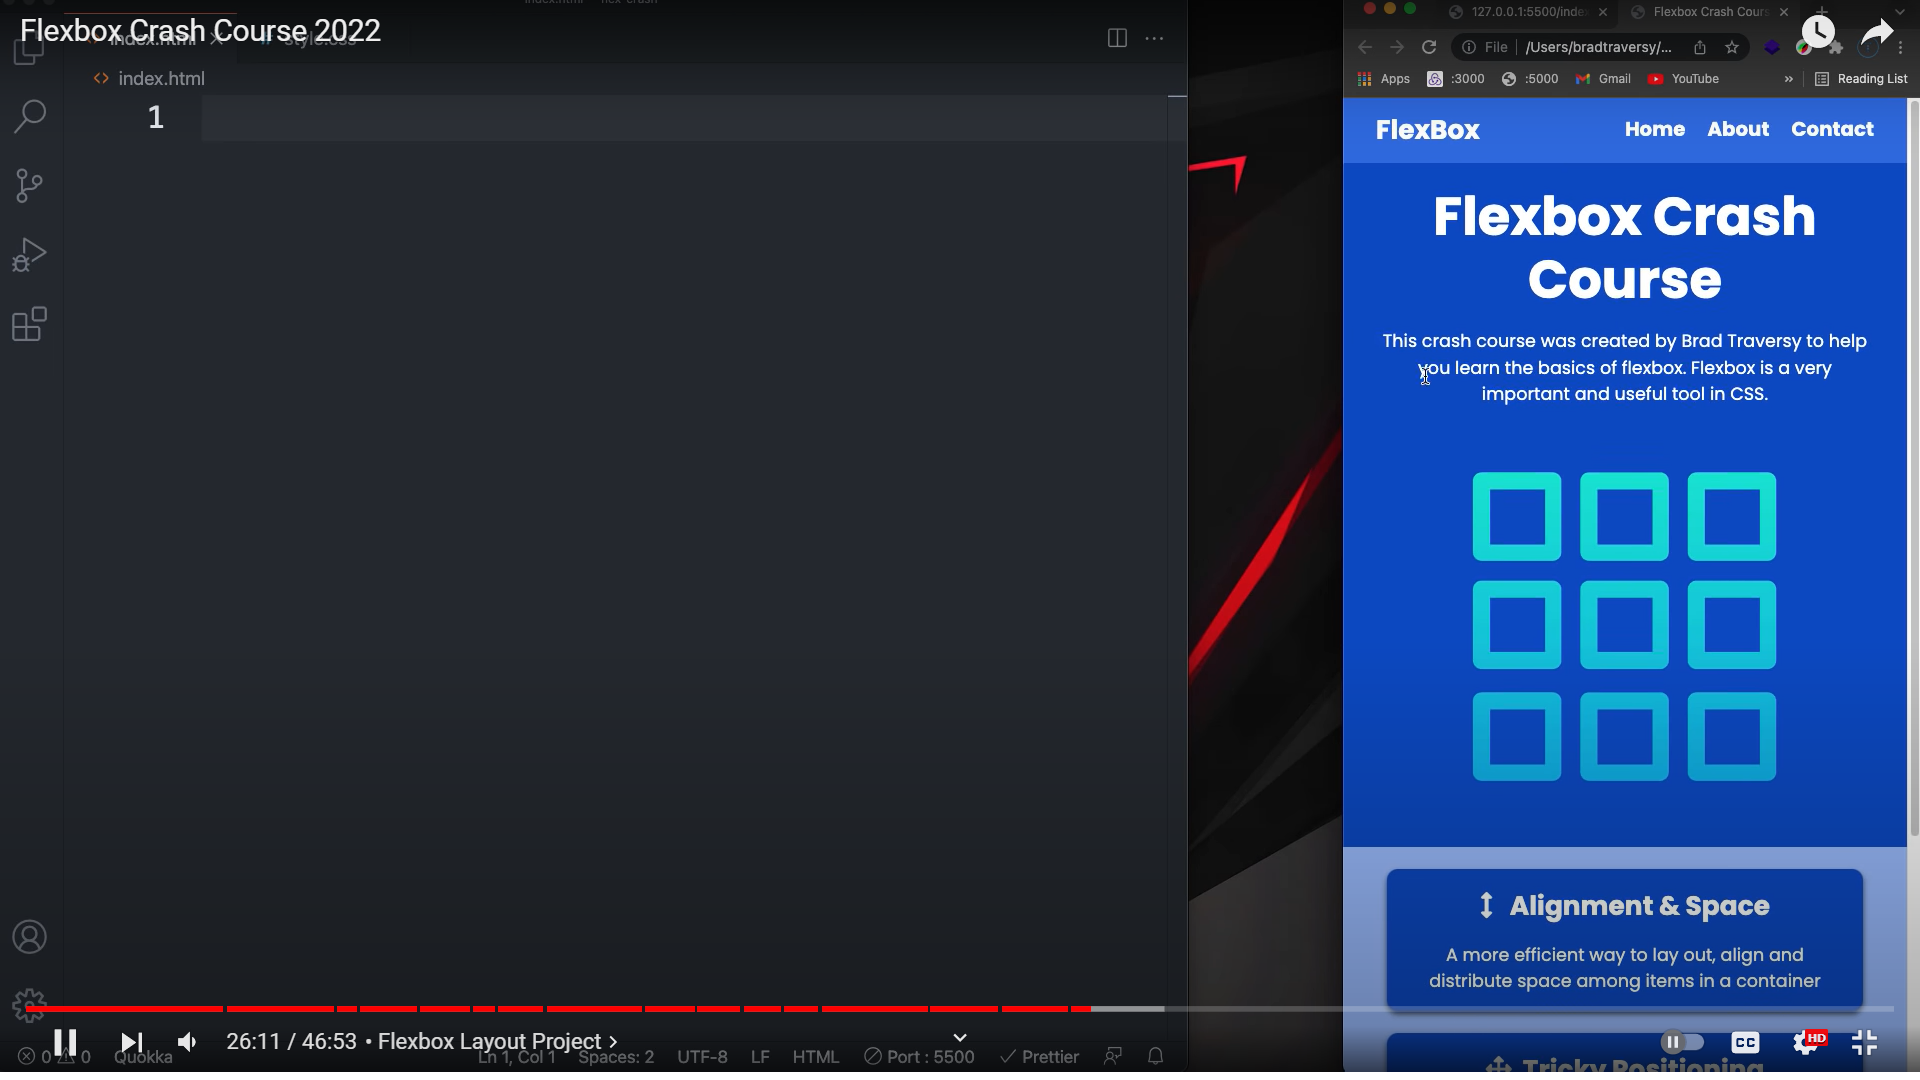 Flexbox Crash Course 2022
index.html
style.css
index.html
1
127.0.0.1:5500/index
Flexbox Crash Cours
File
/Users/bradtraversy/...
Apps
:3000
:5000
Gmail
YouTube
»
Reading List
FlexBox
Home
About
Contact
Flexbox Crash
Course
This crash course was created by Brad Traversy to help
you learn the basics of flexbox. Flexbox is a very
important and useful tool in CSS.
Alignment & Space
A more efficient way to lay out, align and
distribute space among items in a container
Tricky Positioning
26:11 / 46:53 • Flexbox Layout Project
CC
HD
0
0
Quokka
Ln 1, Col 1
Spaces: 2
UTF-8
LF
HTML
Port : 5500
Prettier